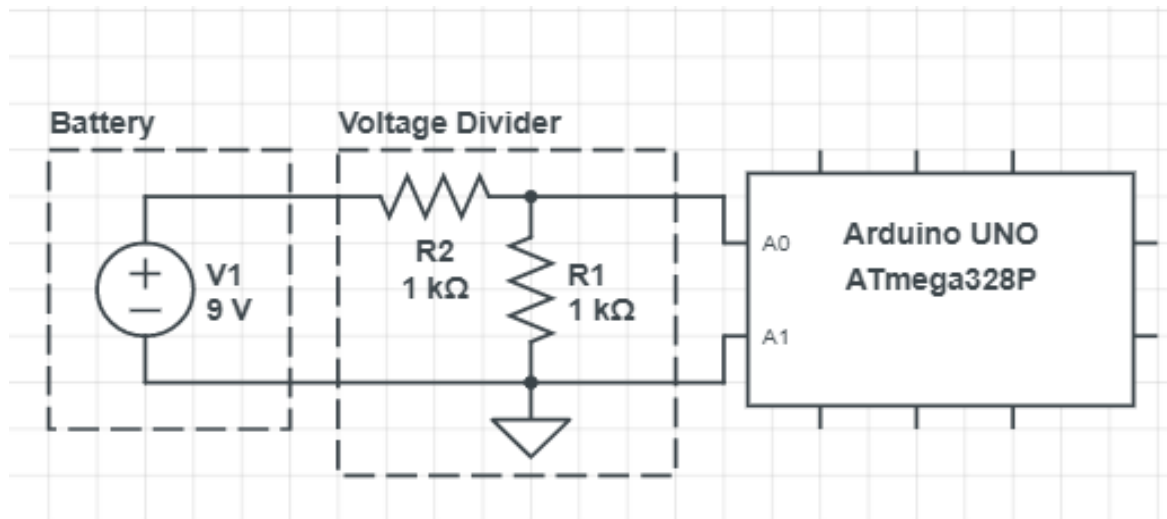 Battery
Voltage Divider
V1
9 V
R2
1 kΩ
R1
1 kΩ
A0
A1
Arduino UNO
ATmega328P